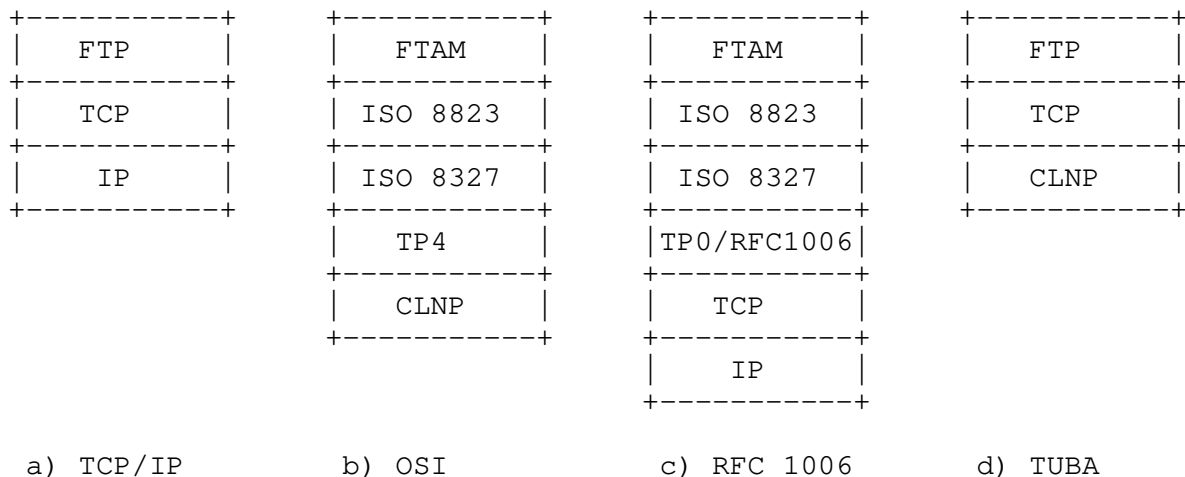 +-----------+     +-----------+     +-----------+     +-----------+
|    FTP    |     |   FTAM    |     |   FTAM    |     |   FTP     |
+-----------+     +-----------+     +-----------+     +-----------+
|    TCP    |     | ISO 8823  |     | ISO 8823  |     |   TCP     |
+-----------+     +-----------+     +-----------+     +-----------+
|     IP    |     | ISO 8327  |     | ISO 8327  |     |   CLNP    |
+-----------+     +-----------+     +-----------+     +-----------+
                  |   TP4     |     |TP0/RFC1006|
                  +-----------+     +-----------+
                  |   CLNP    |     |   TCP     |
                  +-----------+     +-----------+
                                    |    IP     |
                                    +-----------+
a) TCP/IP         b) OSI            c) RFC 1006       d) TUBA